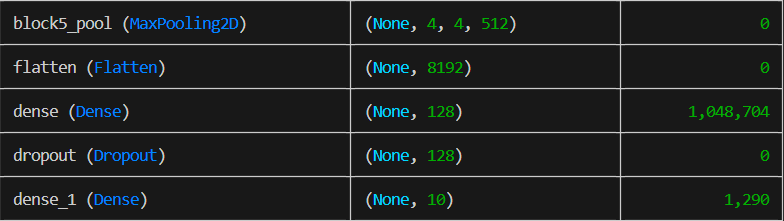 block5_pool (MaxPooling2D) (None, 4, 4, 512) 0
flatten (Flatten) (None, 8192) 0
dense (Dense) (None, 128) 1,048,704
dropout (Dropout) (None, 128) 0
dense_1 (Dense) (None, 10) 1,290